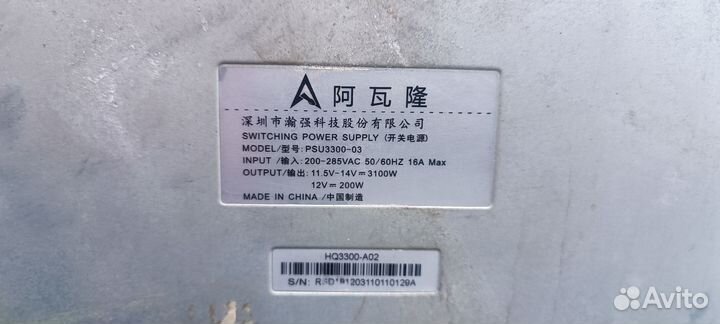 阿瓦隆
深圳市瀚强科技股份有限公司
SWITCHING POWER SUPPLY (开关电源)
MODEL/型号: PSU3300-03
INPUT /输入: 200-285VAC 50/60HZ 16A Max
OUTPUT/输出: 11.5V-14V⎓3100W
12V⎓200W
MADE IN CHINA /中国制造
HQ3300-A02
S/N:
Avito